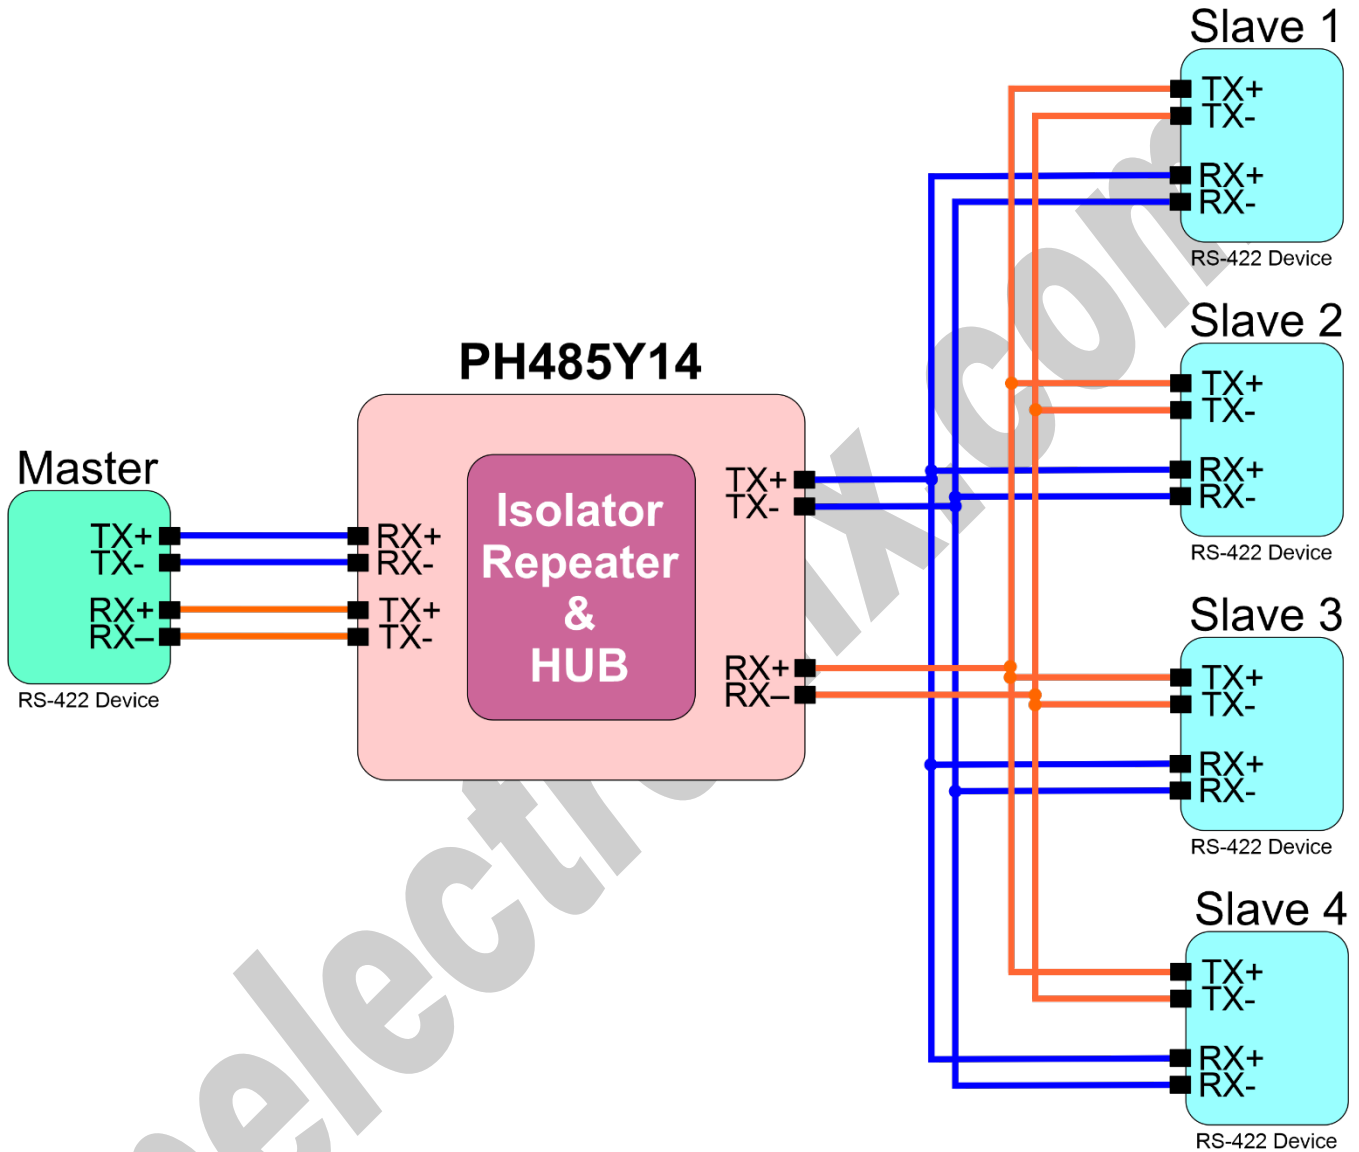 PH485Y14
Master
TX+
TX-
RX+
RX–
RS-422 Device
RX+
RX-
TX+
TX-
Isolator
Repeater
&
HUB
TX+
TX-
RX+
RX–
Slave 1
TX+
TX-
RX+
RX-
RS-422 Device
Slave 2
TX+
TX-
RX+
RX-
RS-422 Device
Slave 3
TX+
TX-
RX+
RX-
RS-422 Device
Slave 4
TX+
TX-
RX+
RX-
RS-422 Device